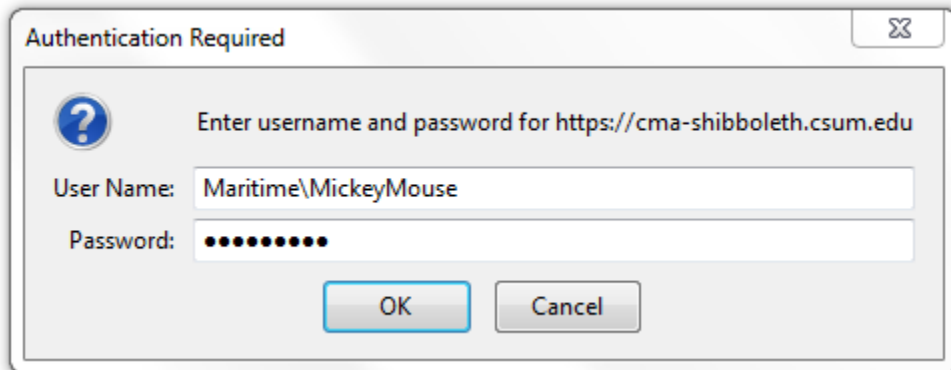 Authentication Required
Enter username and password for https://cma-shibboleth.csum.edu
User Name: Maritime\MickeyMouse
Password: •••••••••
OK Cancel